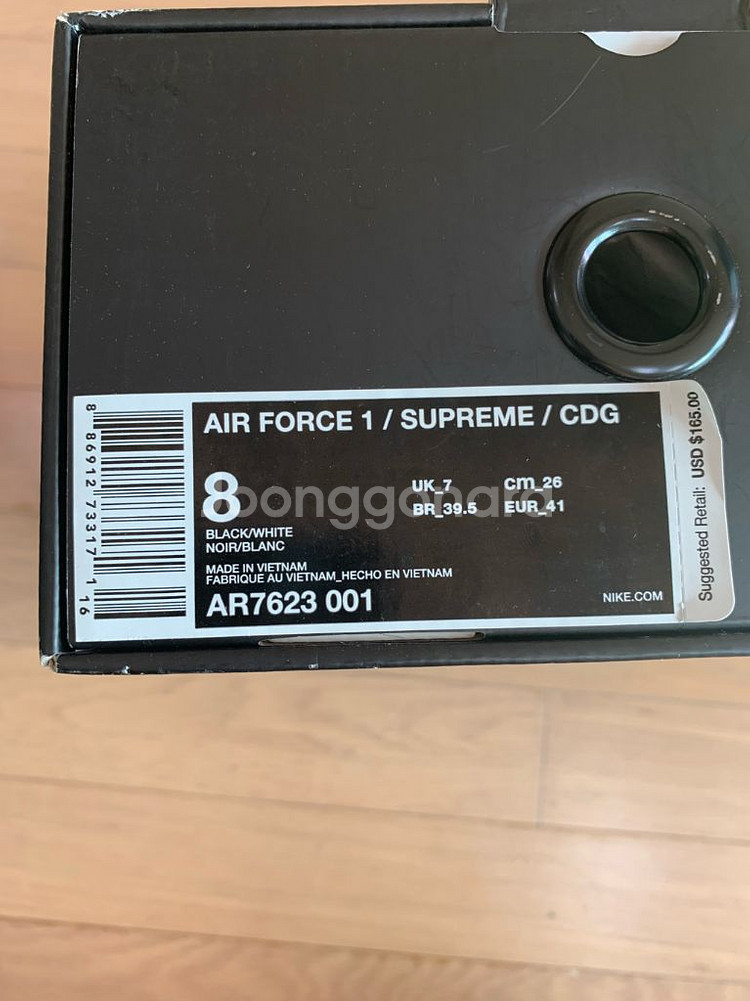 AIR FORCE 1 / SUPREME / CDG
8
UK_7 cm_26
BR_39.5 EUR_41
BLACK/WHITE
NOIR/BLANC
MADE IN VIETNAM
FABRIQUE AU VIETNAM_HECHO EN VIETNAM
AR7623 001
NIKE.COM
8 86912 73317 1 16
Suggested Retail: USD $165.00
joonggonara